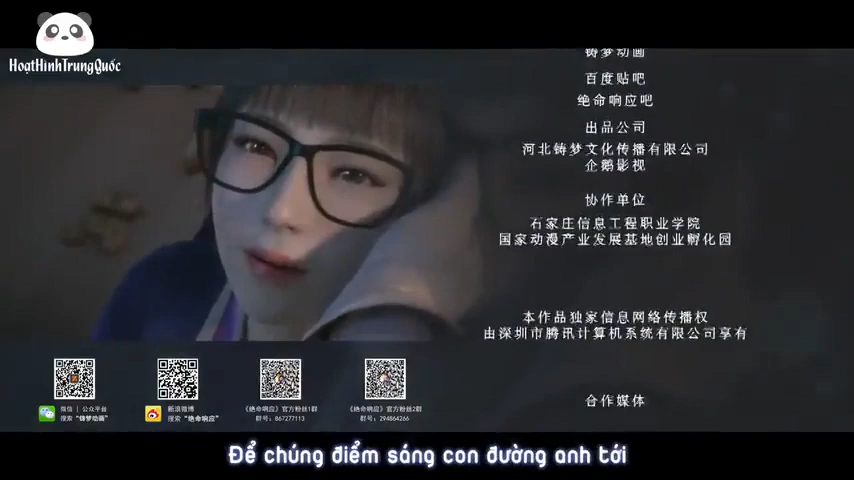 HoạtHìnhTrungQuốc
铸梦动画
百度贴吧
绝命响应吧
出品公司
河北铸梦文化传播有限公司
企鹅影视
协作单位
石家庄信息工程职业学院
国家动漫产业发展基地创业孵化园
本作品独家信息网络传播权
由深圳市腾讯计算机系统有限公司享有
合作媒体
微信 | 公众平台
搜索“铸梦动画”
新浪微博
搜索“绝命响应”
《绝命响应》官方粉丝1群
群号：867277113
《绝命响应》官方粉丝2群
群号：294864266
Để chúng điểm sáng con đường anh tới